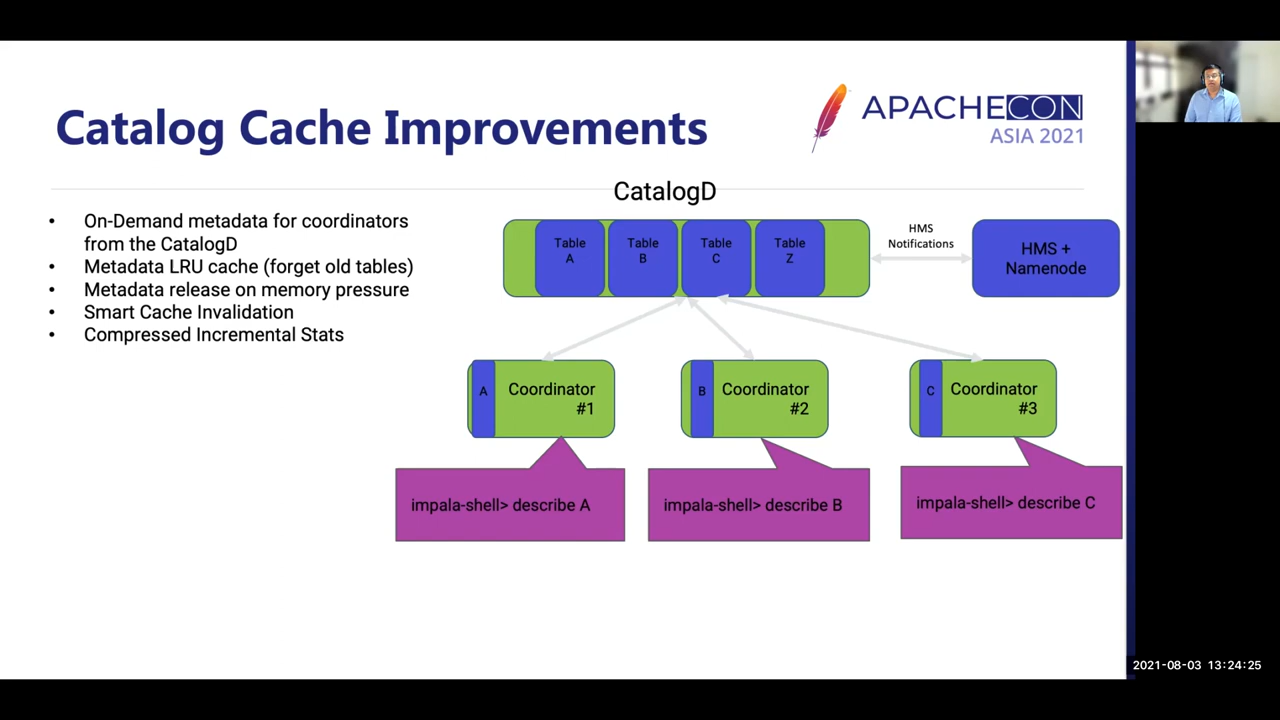 Catalog Cache Improvements
APACHECON
ASIA 2021
• On-Demand metadata for coordinators
from the CatalogD
• Metadata LRU cache (forget old tables)
• Metadata release on memory pressure
• Smart Cache Invalidation
• Compressed Incremental Stats
CatalogD
Table
A
Table
B
Table
C
Table
Z
HMS
Notifications
HMS +
Namenode
A
Coordinator
#1
B
Coordinator
#2
C
Coordinator
#3
impala-shell> describe A
impala-shell> describe B
impala-shell> describe C
2021-08-03 13:24:25